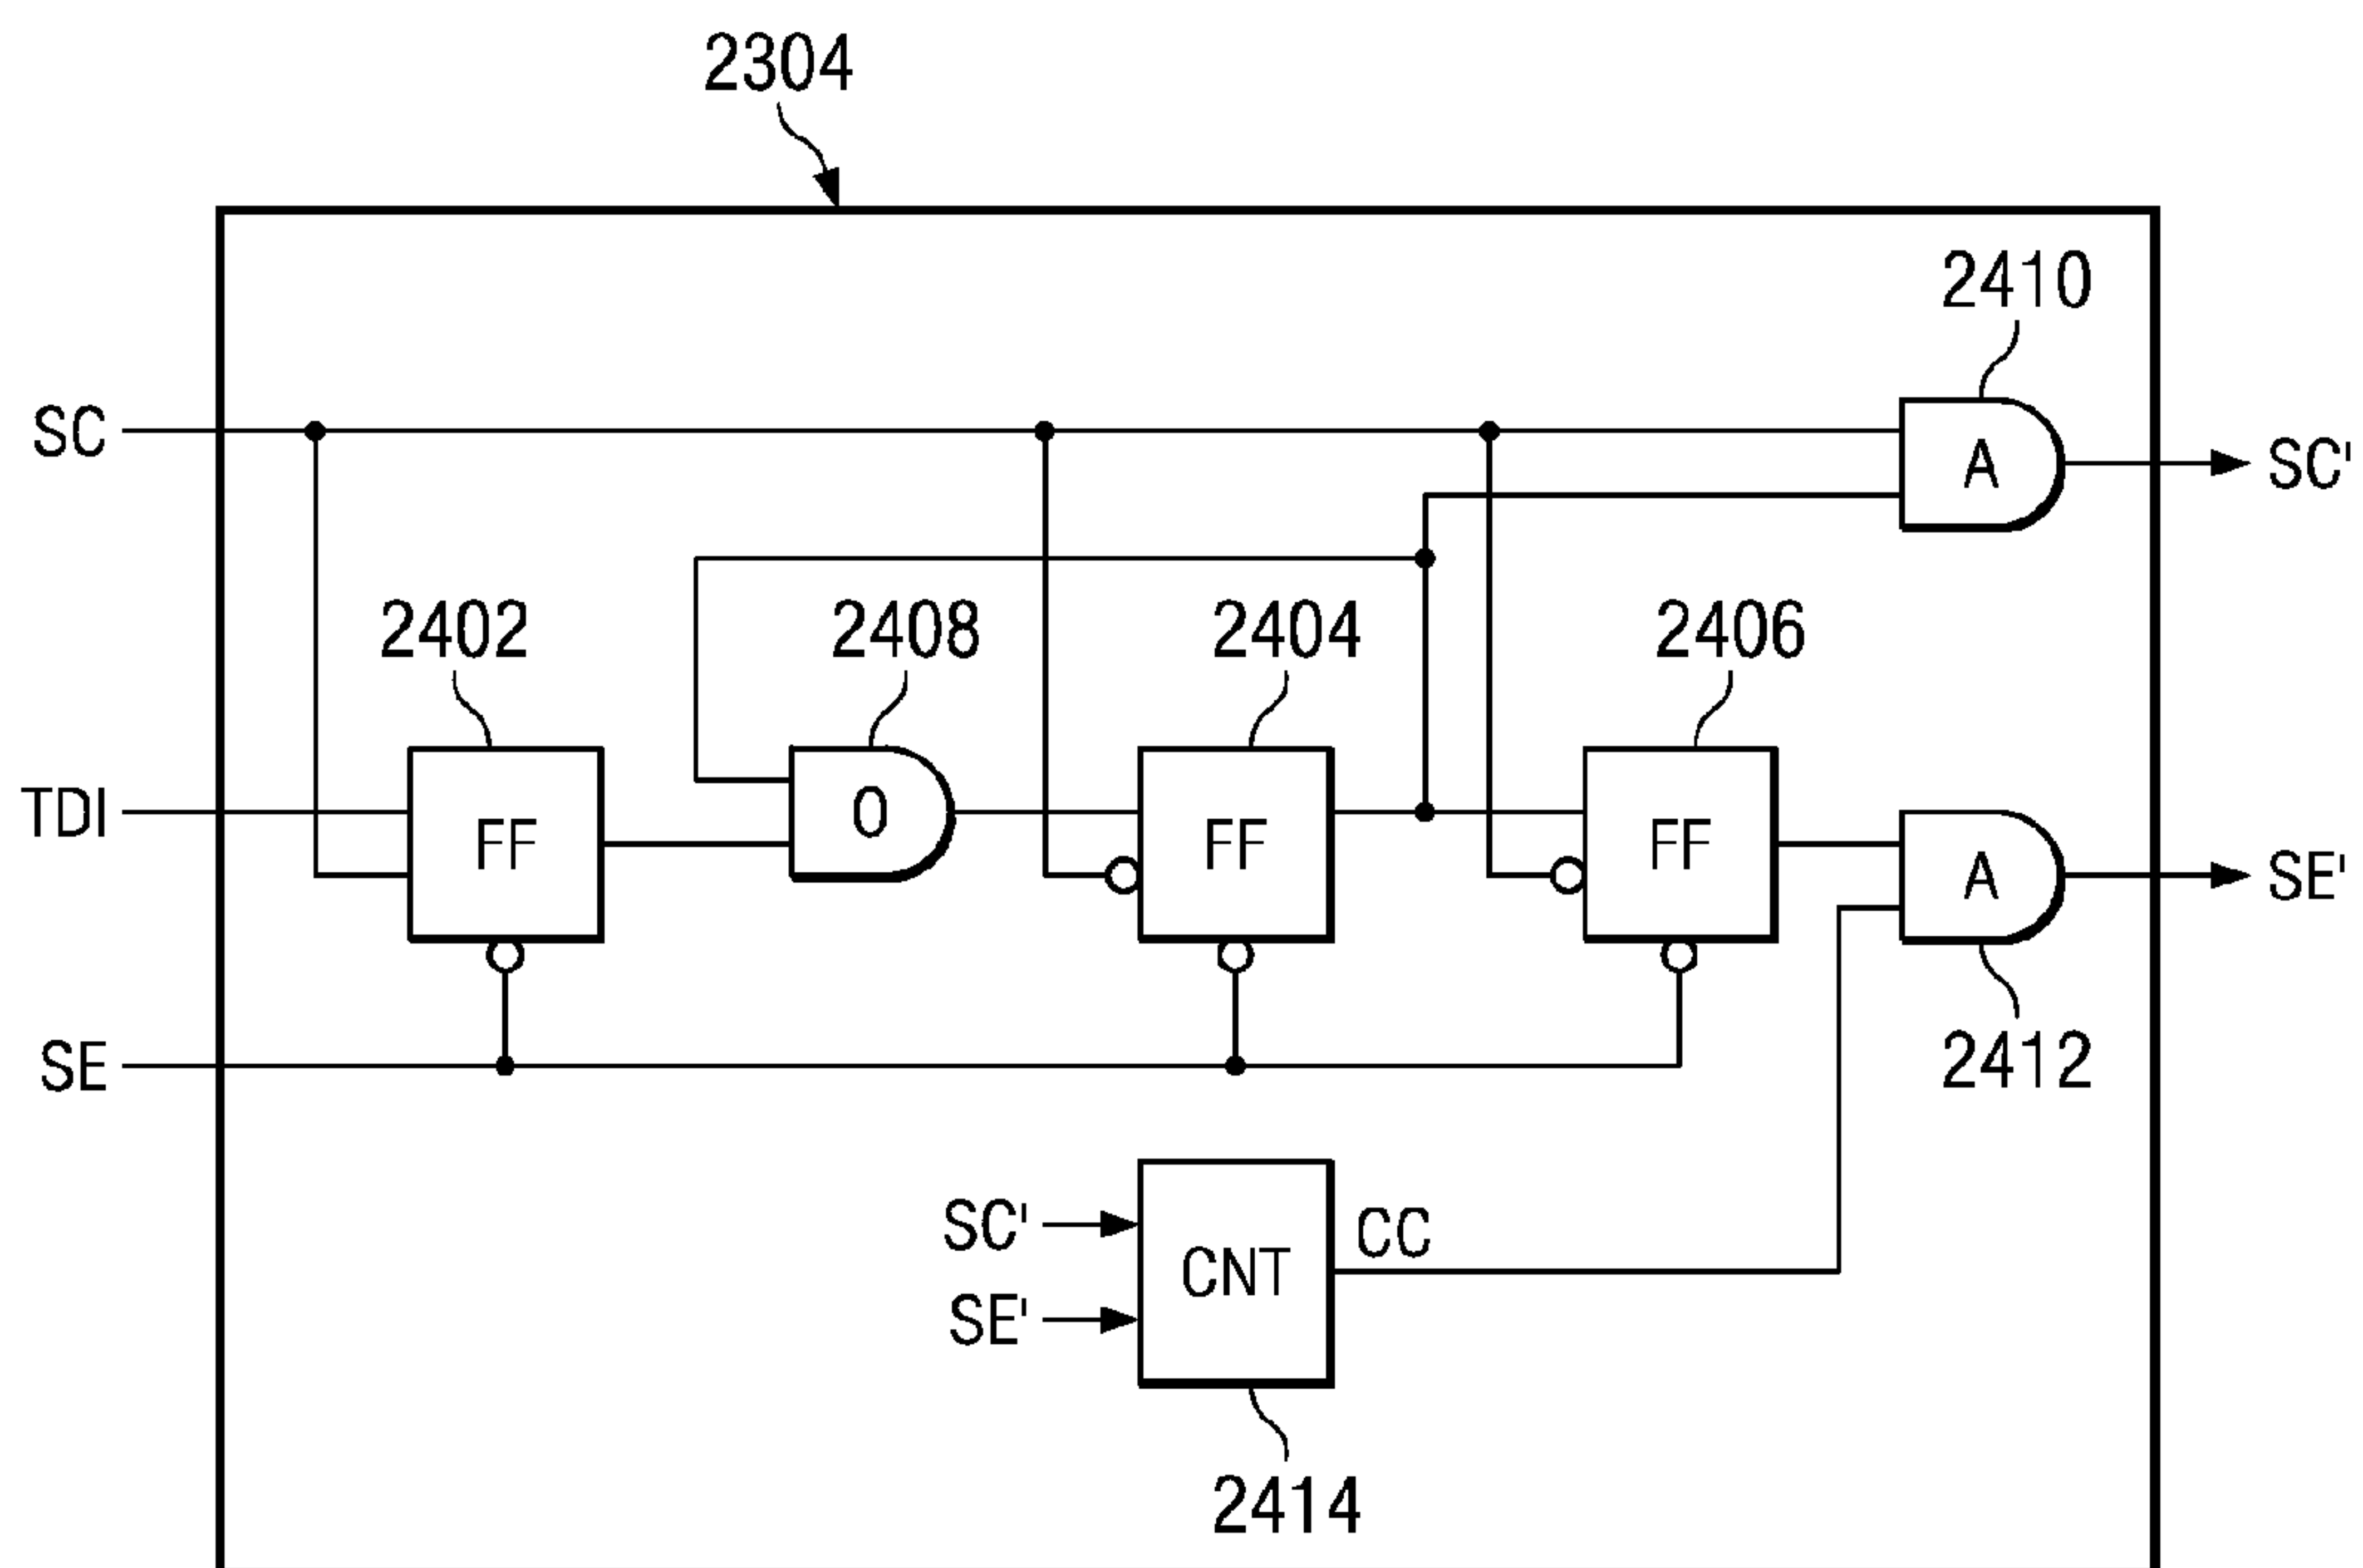 2304
2410
SC
A
SC'
2402
2408
2404
2406
TDI
FF
O
FF
FF
A
SE'
SE
2412
SC'
CC
CNT
SE'
2414